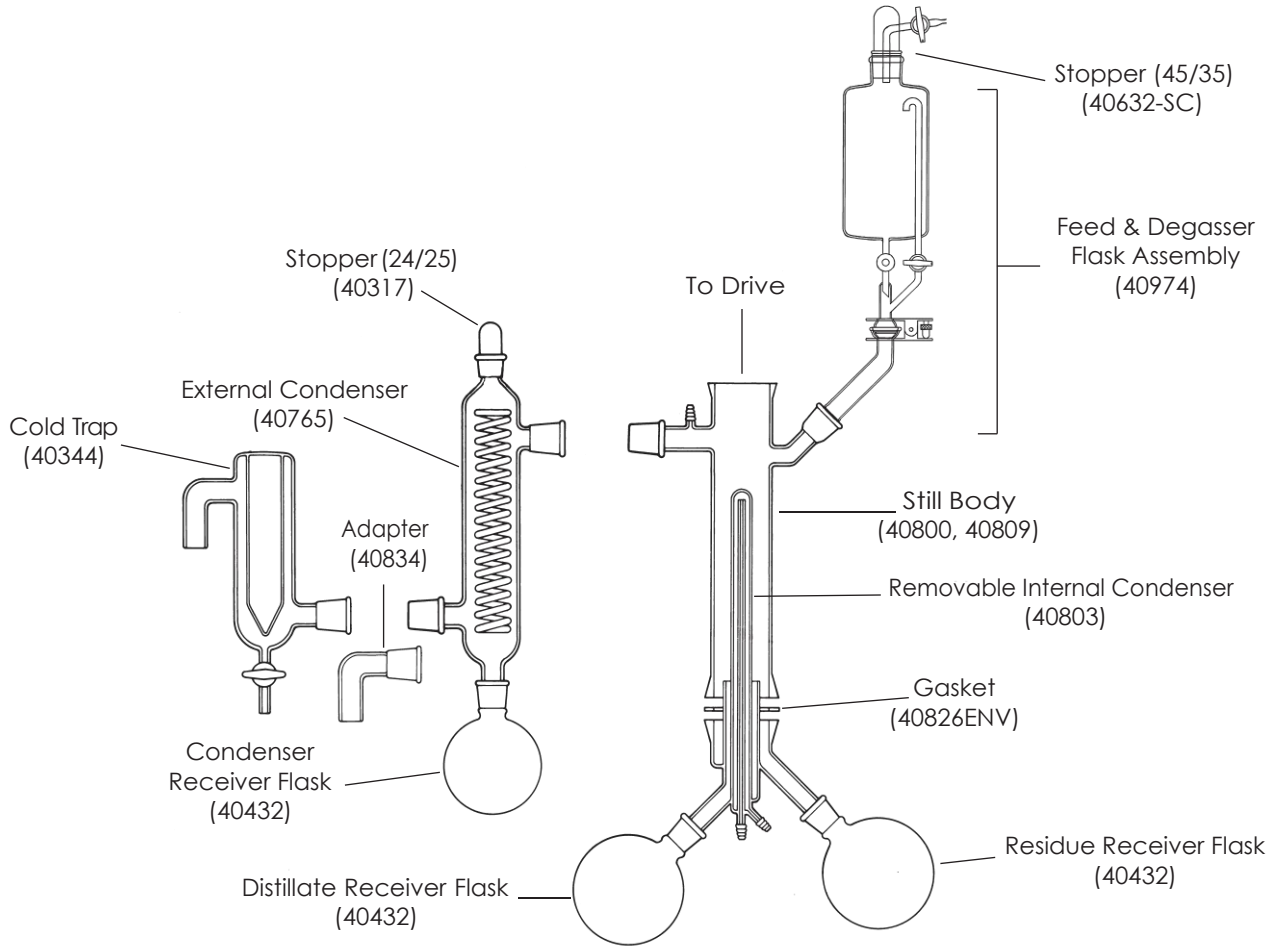 Stopper (45/35)
(40632-SC)
Feed & Degasser
Flask Assembly
(40974)
Stopper (24/25)
(40317)
To Drive
External Condenser
(40765)
Cold Trap
(40344)
Adapter
(40834)
Still Body
(40800, 40809)
Removable Internal Condenser
(40803)
Gasket
(40826ENV)
Condenser
Receiver Flask
(40432)
Residue Receiver Flask
(40432)
Distillate Receiver Flask
(40432)